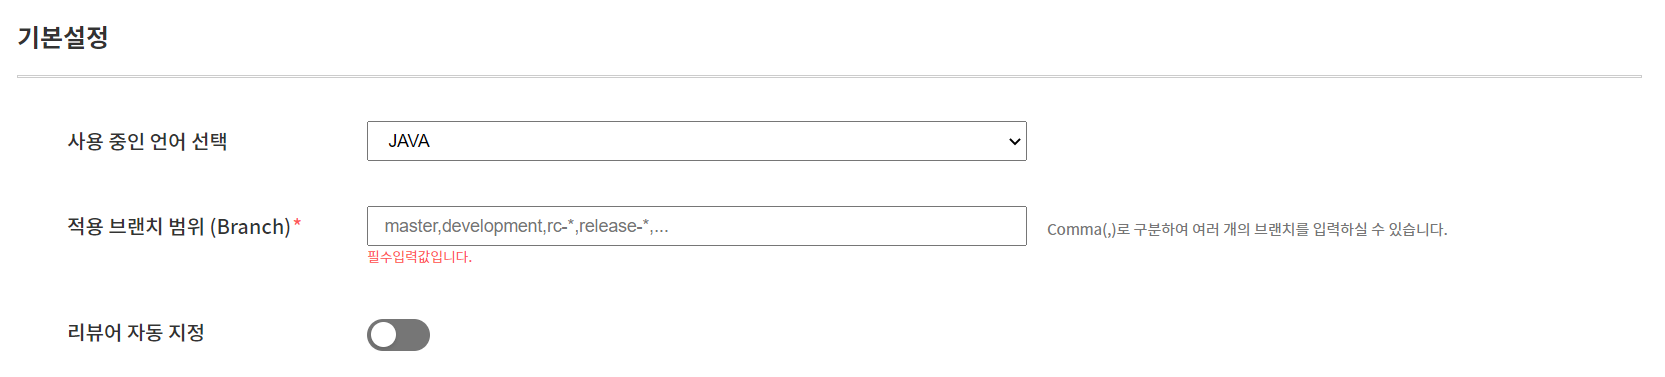 기본설정
사용 중인 언어 선택
JAVA
적용 브랜치 범위 (Branch)*
master,development,rc-*,release-*,...
Comma(,)로 구분하여 여러 개의 브랜치를 입력하실 수 있습니다.
필수입력값입니다.
리뷰어 자동 지정